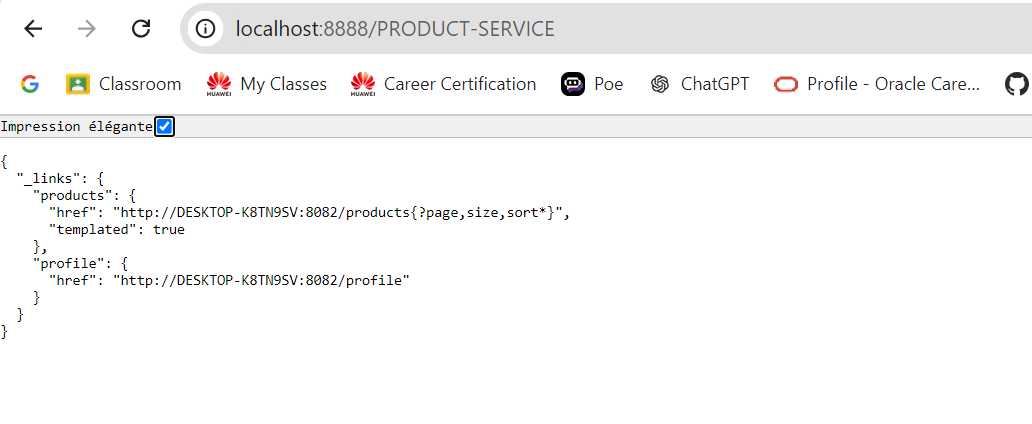 localhost:8888/PRODUCT-SERVICE
Classroom HUAWEI My Classes HUAWEI Career Certification Poe ChatGPT Profile - Oracle Care...
Impression élégante
{
  "_links": {
    "products": {
      "href": "http://DESKTOP-K8TN9SV:8082/products{?page,size,sort*}",
      "templated": true
    },
    "profile": {
      "href": "http://DESKTOP-K8TN9SV:8082/profile"
    }
  }
}